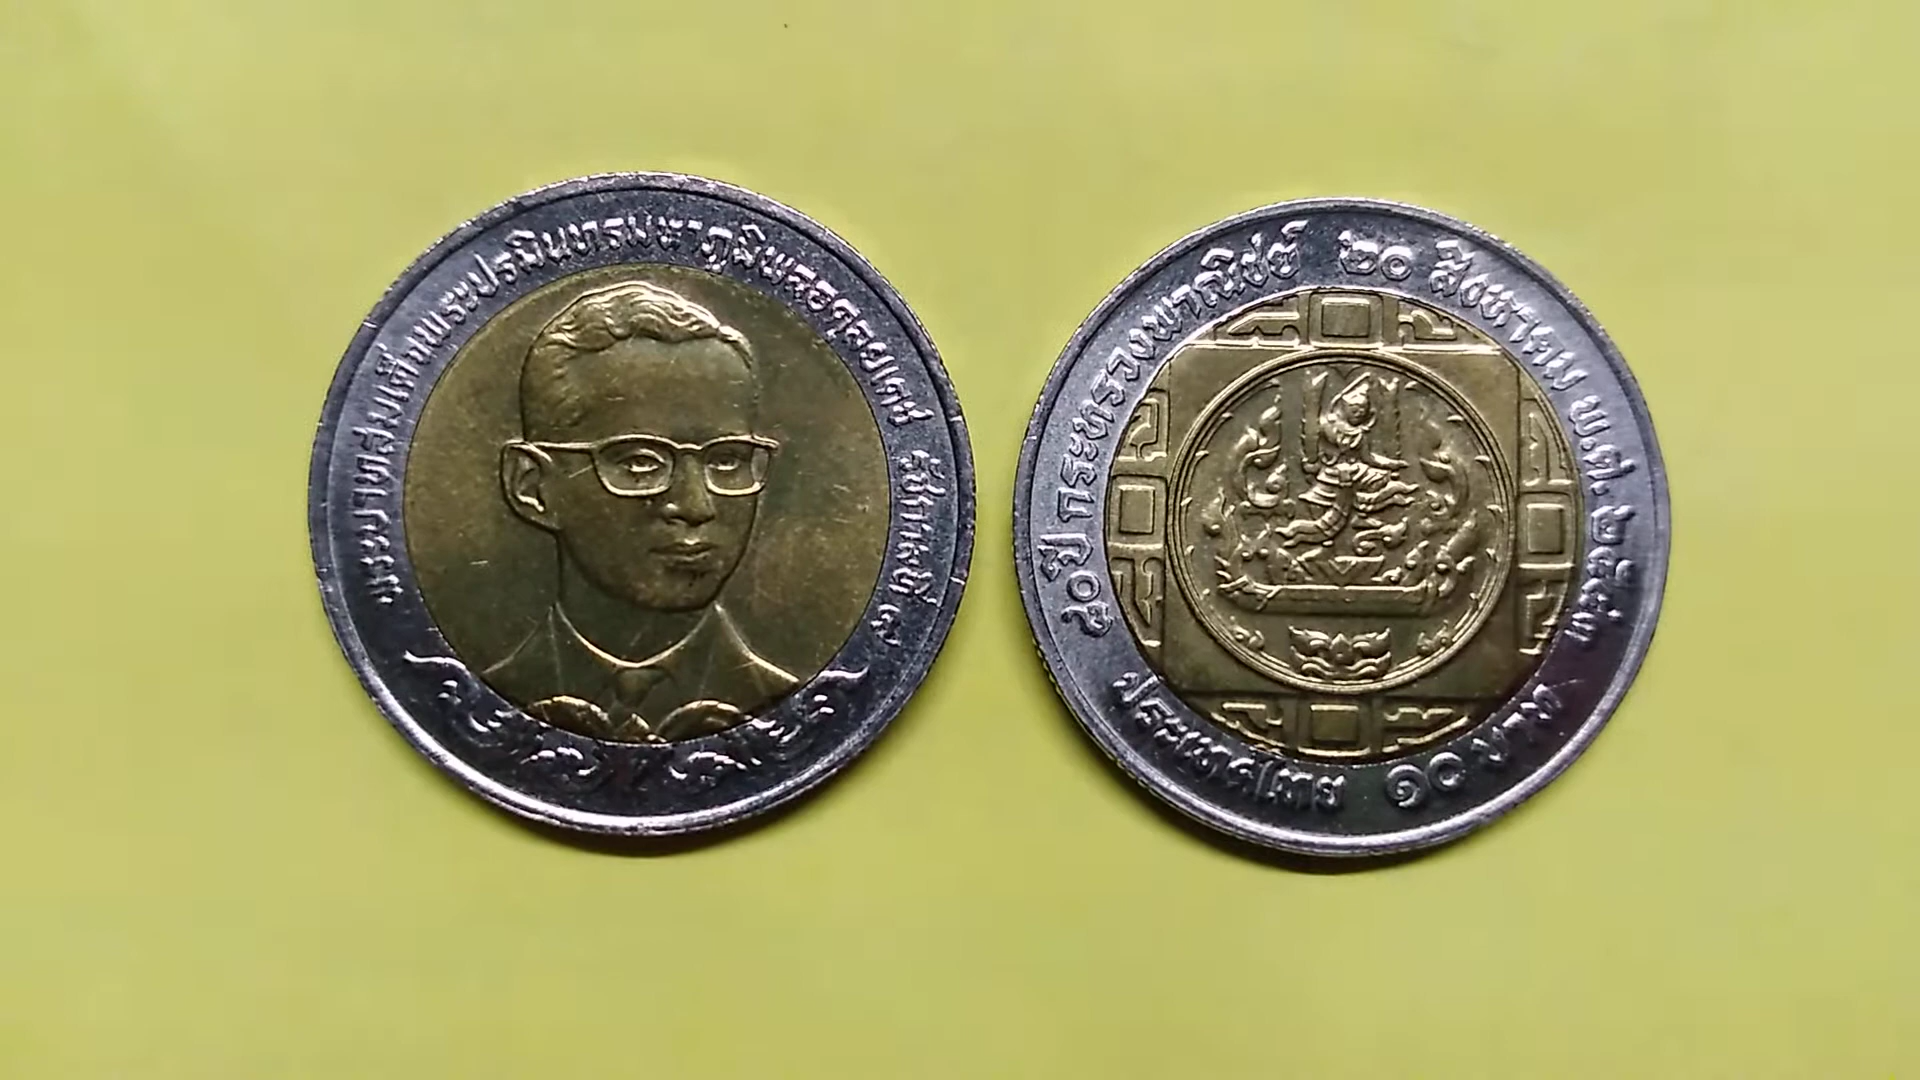 พระบาทสมเด็จพระปรมินทรมหาภูมิพลอดุลยเดช รัชกาลที่ ๙
๘๐ปี กระทรวงพาณิชย์ ๒๐ สิงหาคม พ.ศ. ๒๕๔๓
ประเทศไทย ๑๐ บาท